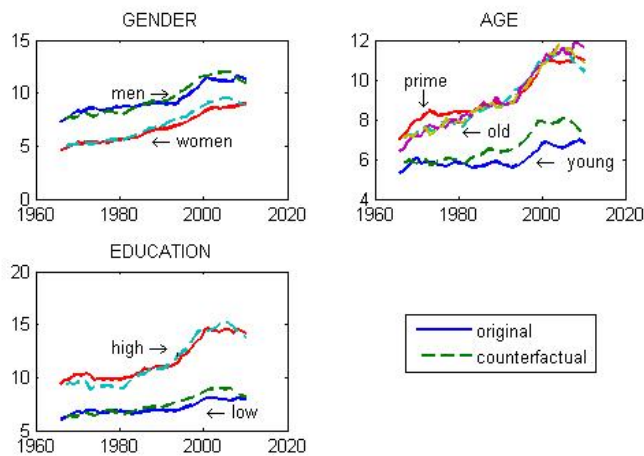 GENDER
15
10
5
0
men →
← women
1960 1980 2000 2020
AGE
12
10
8
6
4
prime
← old
← young
1960 1980 2000 2020
EDUCATION
20
15
10
5
high →
← low
1960 1980 2000 2020
original
counterfactual